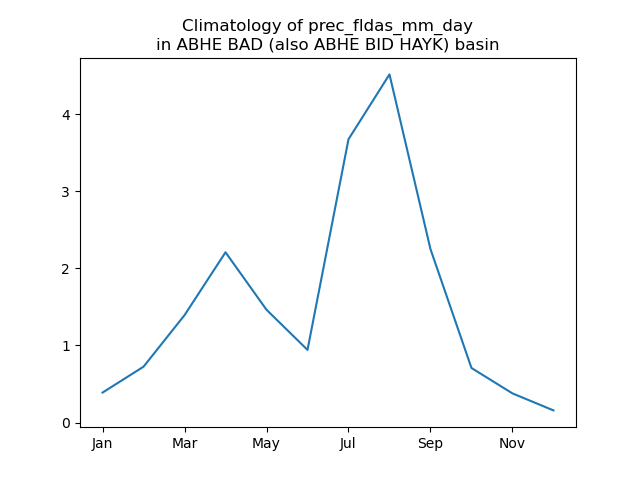 Climatology of prec_fldas_mm_day
in ABHE BAD (also ABHE BID HAYK) basin
4
3
2
1
0
Jan Mar May Jul Sep Nov